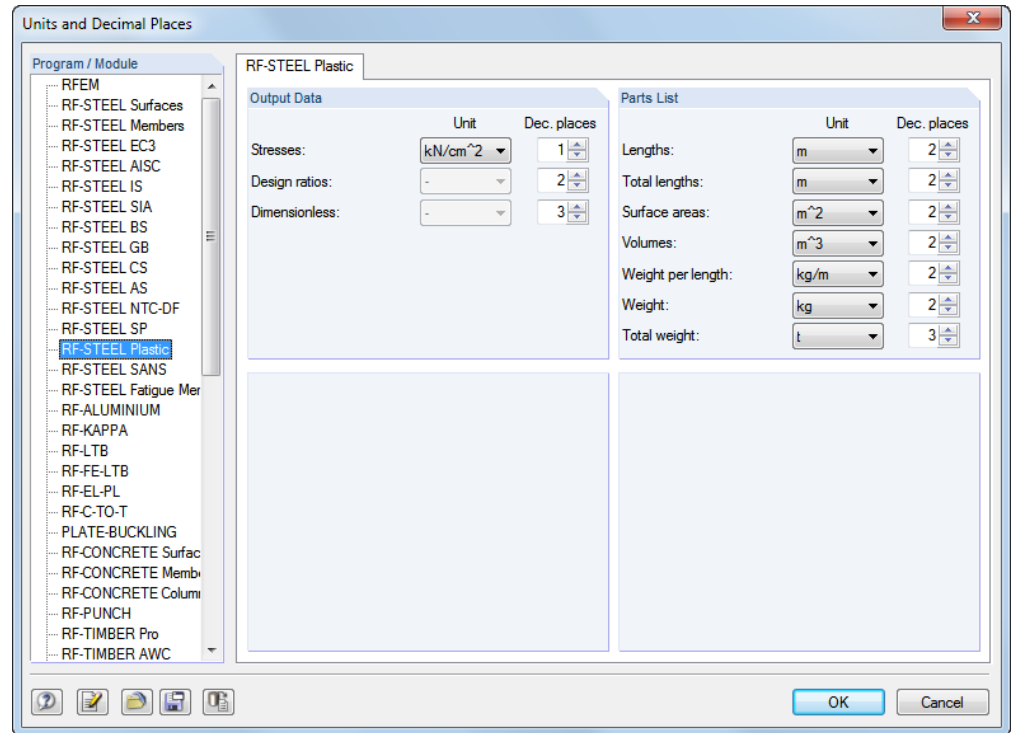 Units and Decimal Places
Program / Module
RFEM
RF-STEEL Surfaces
RF-STEEL Members
RF-STEEL EC3
RF-STEEL AISC
RF-STEEL IS
RF-STEEL SIA
RF-STEEL BS
RF-STEEL GB
RF-STEEL CS
RF-STEEL AS
RF-STEEL NTC-DF
RF-STEEL SP
RF-STEEL Plastic
RF-STEEL SANS
RF-STEEL Fatigue Mer
RF-ALUMINIUM
RF-KAPPA
RF-LTB
RF-FE-LTB
RF-EL-PL
RF-C-TO-T
PLATE-BUCKLING
RF-CONCRETE Surfac
RF-CONCRETE Memb
RF-CONCRETE Colum
RF-PUNCH
RF-TIMBER Pro
RF-TIMBER AWC
RF-STEEL Plastic
Output Data
Unit Dec. places
Stresses: kN/cm^2 1
Design ratios: - 2
Dimensionless: - 3
Parts List
Unit Dec. places
Lengths: m 2
Total lengths: m 2
Surface areas: m^2 2
Volumes: m^3 2
Weight per length: kg/m 2
Weight: kg 2
Total weight: t 3
OK Cancel